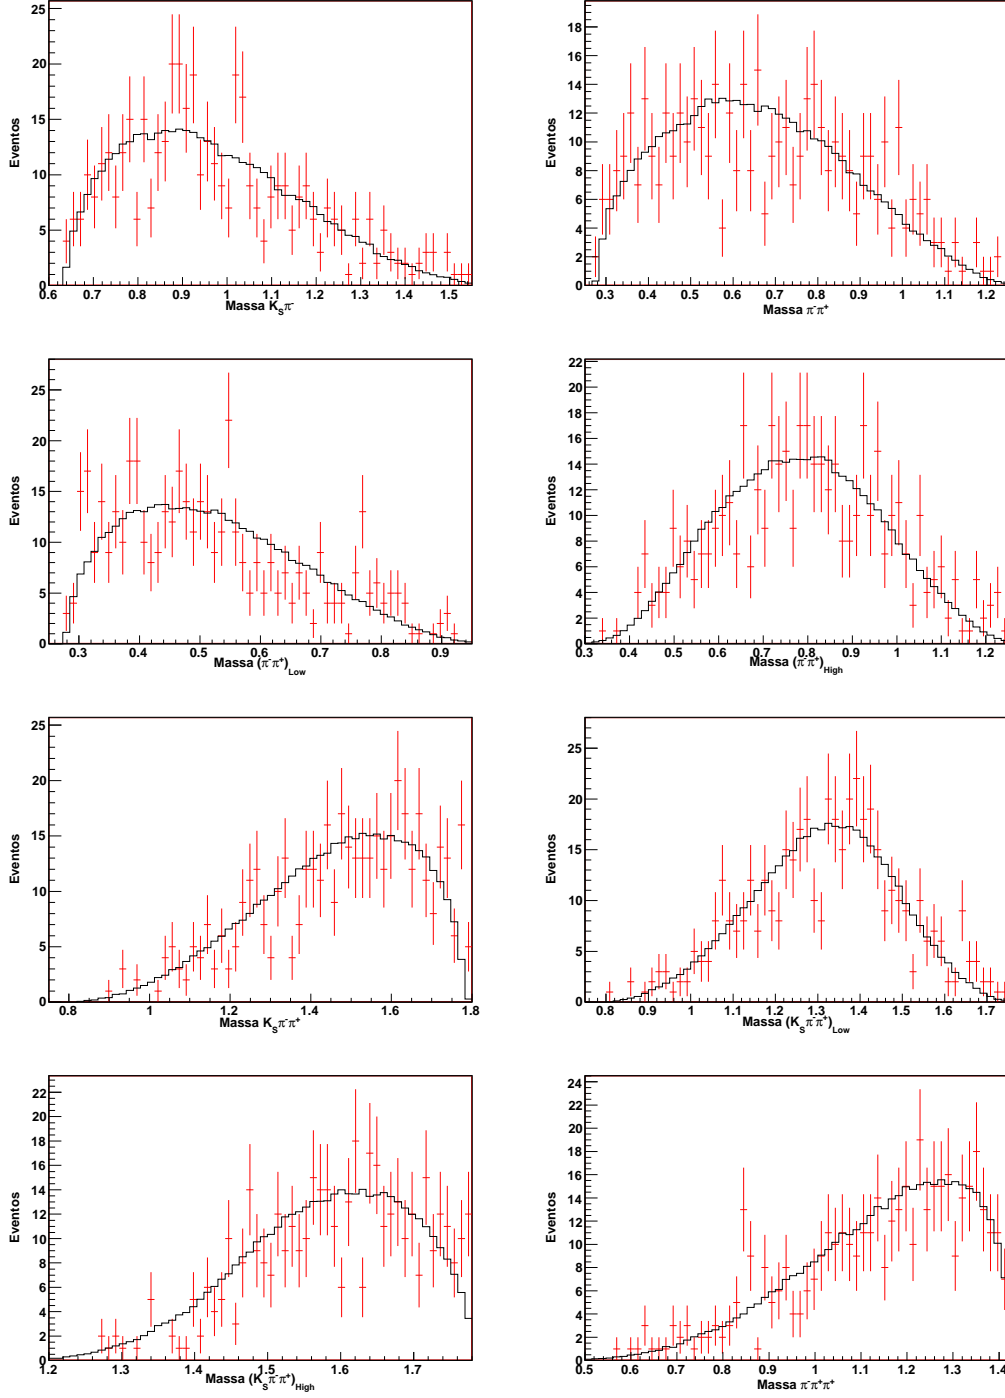 Eventos
25
20
15
10
5
0
0.6 0.7 0.8 0.9 1 1.1 1.2 1.3 1.4 1.5
Massa K_Sπ⁻
Eventos
18
16
14
12
10
8
6
4
2
0
0.3 0.4 0.5 0.6 0.7 0.8 0.9 1 1.1 1.2
Massa π⁻π⁺
Eventos
25
20
15
10
5
0
0.3 0.4 0.5 0.6 0.7 0.8 0.9
Massa (π⁻π⁺)_Low
Eventos
22
20
18
16
14
12
10
8
6
4
2
0
0.3 0.4 0.5 0.6 0.7 0.8 0.9 1 1.1 1.2
Massa (π⁻π⁺)_High
Eventos
25
20
15
10
5
0
0.8 1 1.2 1.4 1.6 1.8
Massa K_Sπ⁻π⁺
Eventos
25
20
15
10
5
0
0.8 0.9 1 1.1 1.2 1.3 1.4 1.5 1.6 1.7
Massa (K_Sπ⁻π⁺)_Low
Eventos
22
20
18
16
14
12
10
8
6
4
2
0
1.2 1.3 1.4 1.5 1.6 1.7
Massa (K_Sπ⁻π⁺)_High
Eventos
24
22
20
18
16
14
12
10
8
6
4
2
0
0.5 0.6 0.7 0.8 0.9 1 1.1 1.2 1.3 1.4
Massa π⁻π⁺π⁺